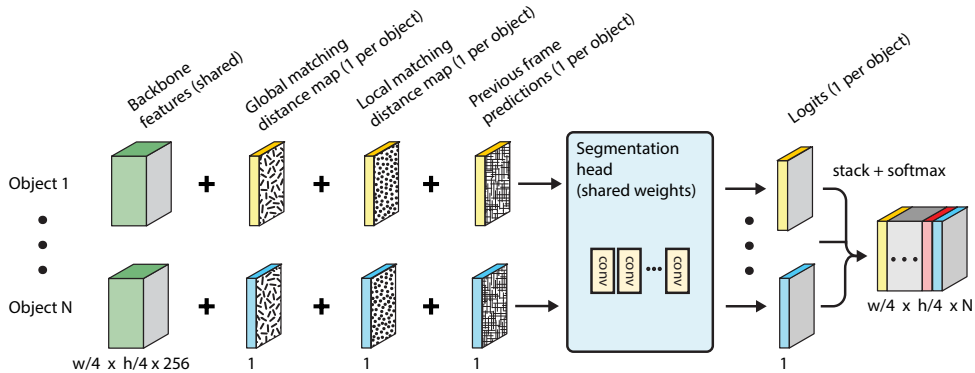 Backbone
features (shared)
Global matching
distance map (1 per object)
Local matching
distance map (1 per object)
Previous frame
predictions (1 per object)
Logits (1 per object)
Object 1
+
+
+
Segmentation
head
(shared weights)
stack + softmax
conv
conv
conv
Object N
+
+
+
w/4 x h/4 x 256
1
1
1
1
w/4 x h/4 x N